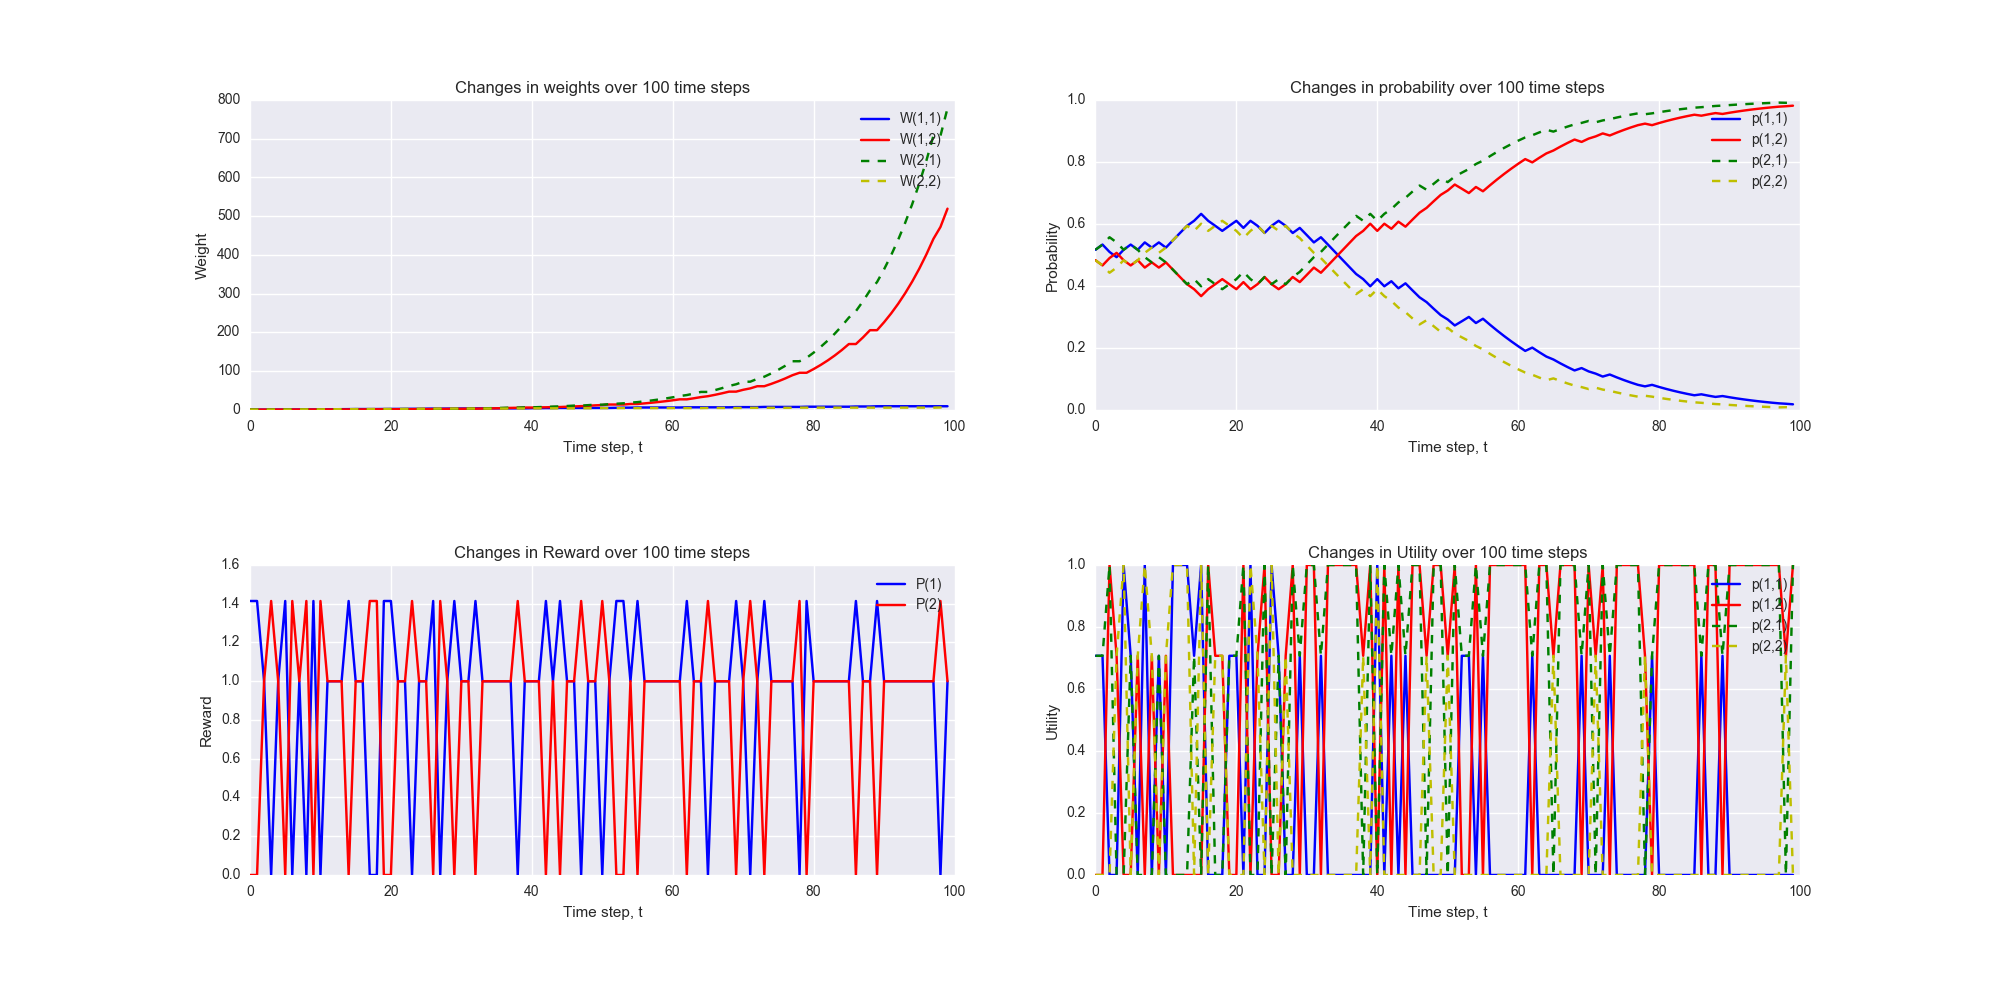 Changes in weights over 100 time steps
800
700
600
500
400
300
200
100
0
Weight
W(1,1)
W(1,2)
W(2,1)
W(2,2)
0 20 40 60 80 100
Time step, t
Changes in probability over 100 time steps
1.0
0.8
0.6
0.4
0.2
0.0
Probability
p(1,1)
p(1,2)
p(2,1)
p(2,2)
0 20 40 60 80 100
Time step, t
Changes in Reward over 100 time steps
1.6
1.4
1.2
1.0
0.8
0.6
0.4
0.2
0.0
Reward
P(1)
P(2)
0 20 40 60 80 100
Time step, t
Changes in Utility over 100 time steps
1.0
0.8
0.6
0.4
0.2
0.0
Utility
p(1,1)
p(1,2)
p(2,1)
p(2,2)
0 20 40 60 80 100
Time step, t